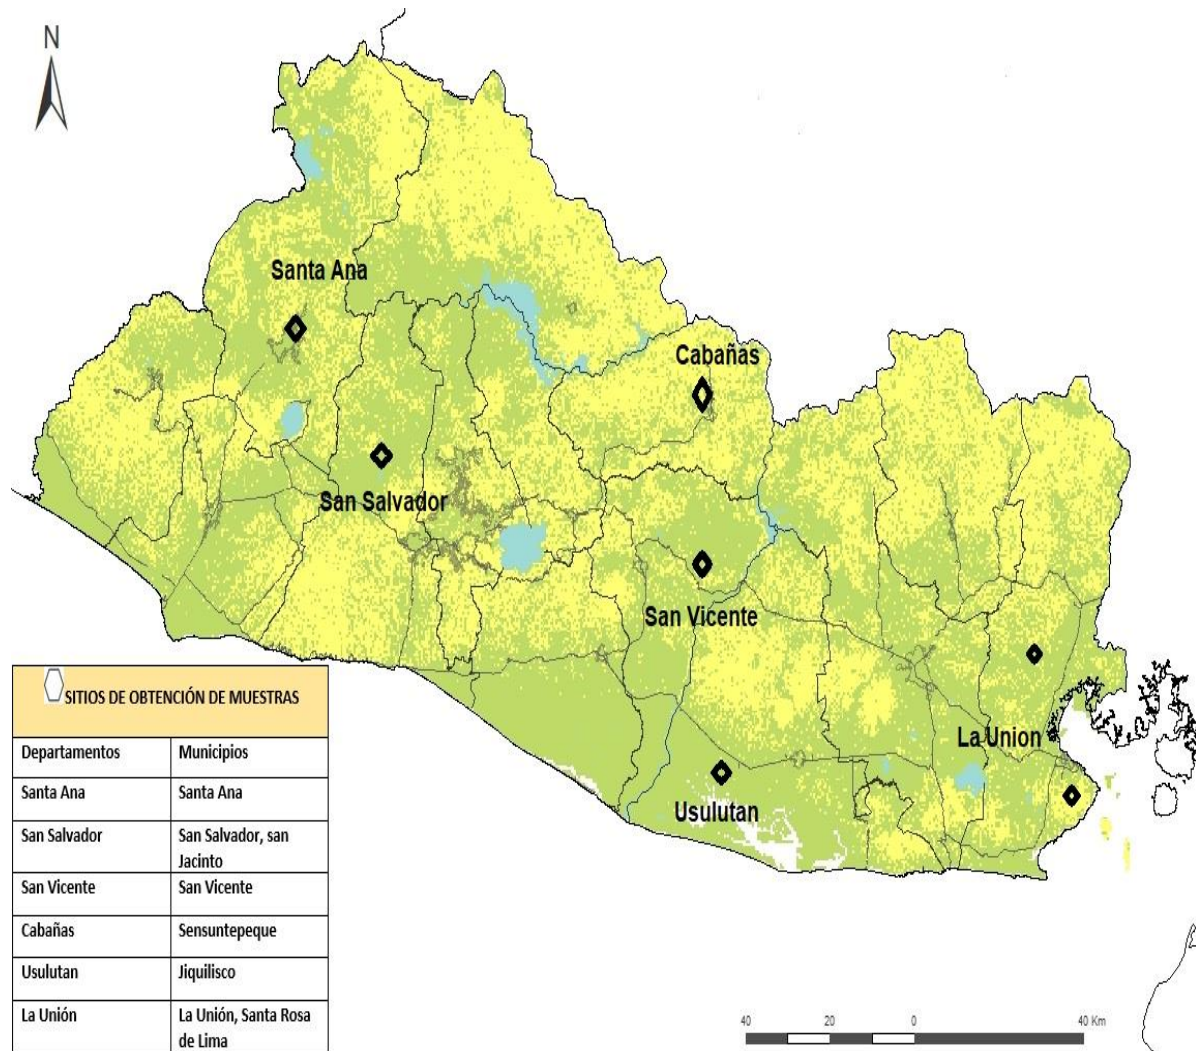 N
Santa Ana
Cabañas
San Salvador
San Vicente
La Union
Usulutan
SITIOS DE OBTENCIÓN DE MUESTRAS
Departamentos Municipios
Santa Ana Santa Ana
San Salvador San Salvador, san
Jacinto
San Vicente San Vicente
Cabañas Sensuntepeque
Usulutan Jiquilisco
La Unión La Unión, Santa Rosa
de Lima
40 20 0 40 Km